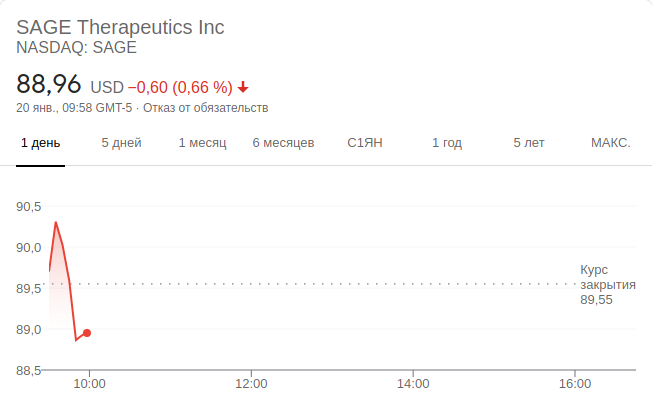 SAGE Therapeutics Inc
NASDAQ: SAGE
88,96 USD −0,60 (0,66 %)
20 янв., 09:58 GMT-5 · Отказ от обязательств
1 день 5 дней 1 месяц 6 месяцев С1ЯН 1 год 5 лет МАКС.
90,5
90,0
Курс
89,5 закрытия
89,55
89,0
88,5
10:00 12:00 14:00 16:00